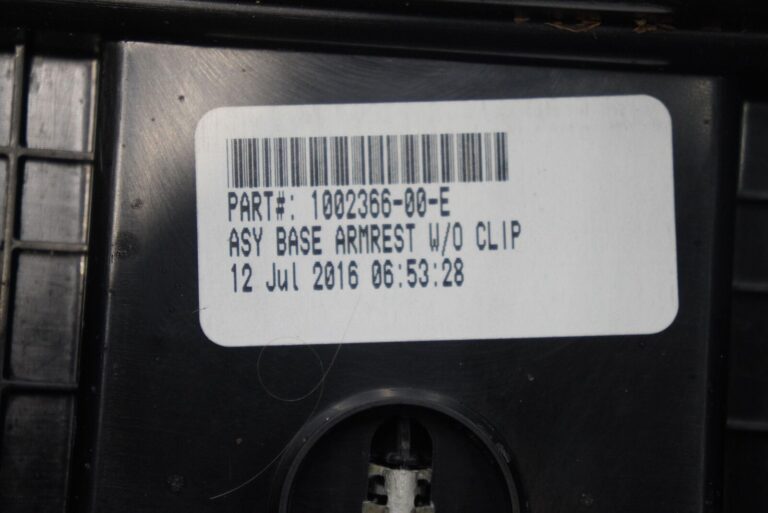 PART#: 1002366-00-E
ASY BASE ARMREST W/O CLIP
12 Jul 2016 06:53:28